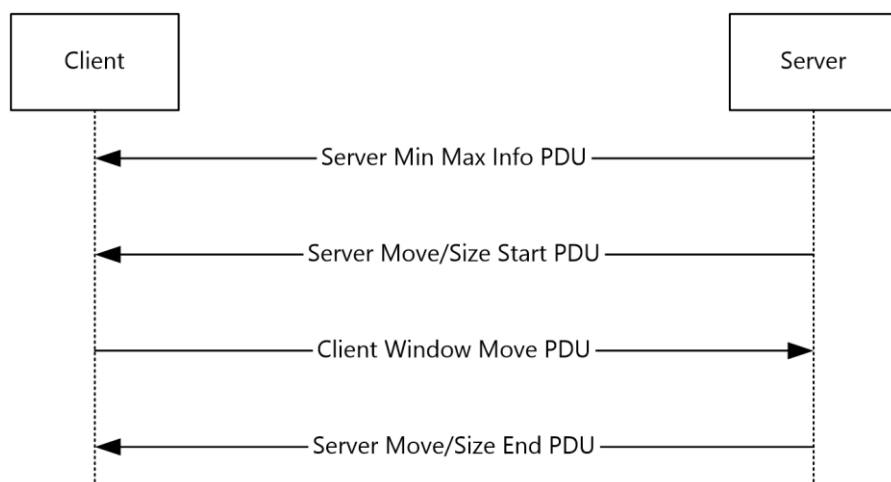 Client
Server
Server Min Max Info PDU
Server Move/Size Start PDU
Client Window Move PDU
Server Move/Size End PDU